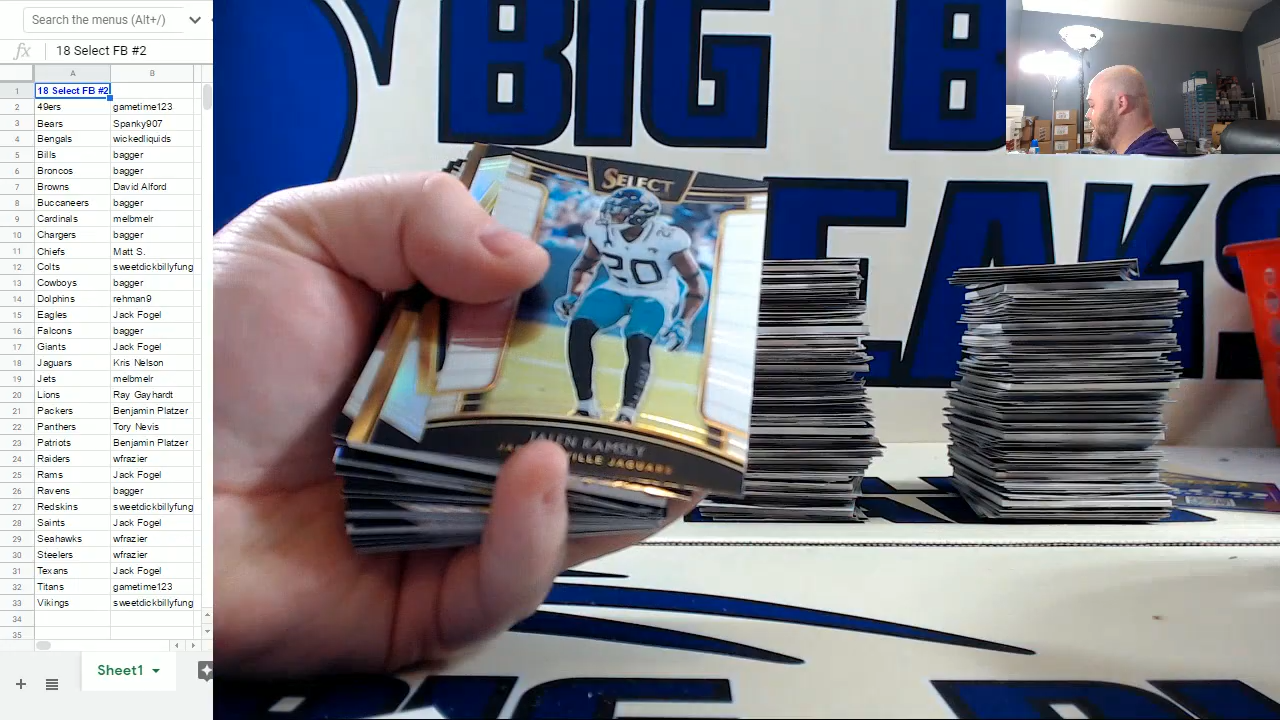 Search the menus (Alt+/)
fx 18 Select FB #2
A B
1 18 Select FB #2
2 49ers gametime123
3 Bears Spanky907
4 Bengals wickedliquids
5 Bills bagger
6 Broncos bagger
7 Browns David Alford
8 Buccaneers bagger
9 Cardinals melbmelr
10 Chargers bagger
11 Chiefs Matt S.
12 Colts sweetdickbillyfung
13 Cowboys bagger
14 Dolphins rehman9
15 Eagles Jack Fogel
16 Falcons bagger
17 Giants Jack Fogel
18 Jaguars Kris Nelson
19 Jets melbmelr
20 Lions Ray Gayhardt
21 Packers Benjamin Platzer
22 Panthers Tory Nevis
23 Patriots Benjamin Platzer
24 Raiders wfrazier
25 Rams Jack Fogel
26 Ravens bagger
27 Redskins sweetdickbillyfung
28 Saints Jack Fogel
29 Seahawks wfrazier
30 Steelers wfrazier
31 Texans Jack Fogel
32 Titans gametime123
33 Vikings sweetdickbillyfung
34
35
Sheet1
BIG B
EAKS
SELECT
20
20
JALEN RAMSEY
JACKSONVILLE JAGUARS
BIG